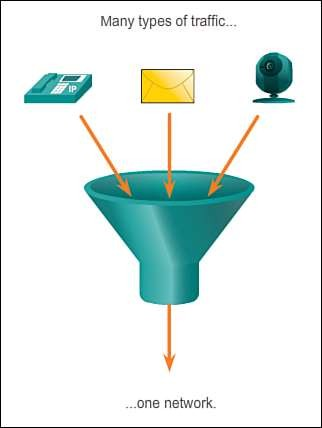 Many types of traffic...
IP
...one network.